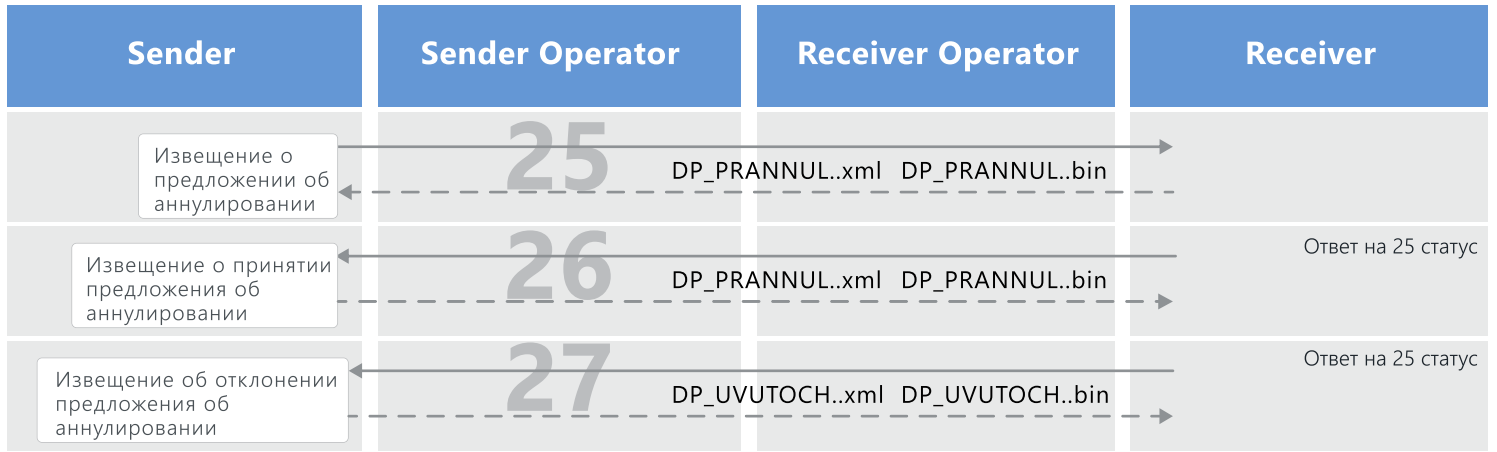 Sender
Sender Operator
Receiver Operator
Receiver
25
Извещение о
предложении об
аннулировании
DP_PRANNUL..xml DP_PRANNUL..bin
26
Ответ на 25 статус
Извещение о принятии
предложения об
аннулировании
DP_PRANNUL..xml DP_PRANNUL..bin
27
Ответ на 25 статус
Извещение об отклонении
предложения об
аннулировании
DP_UVUTOCH..xml DP_UVUTOCH..bin